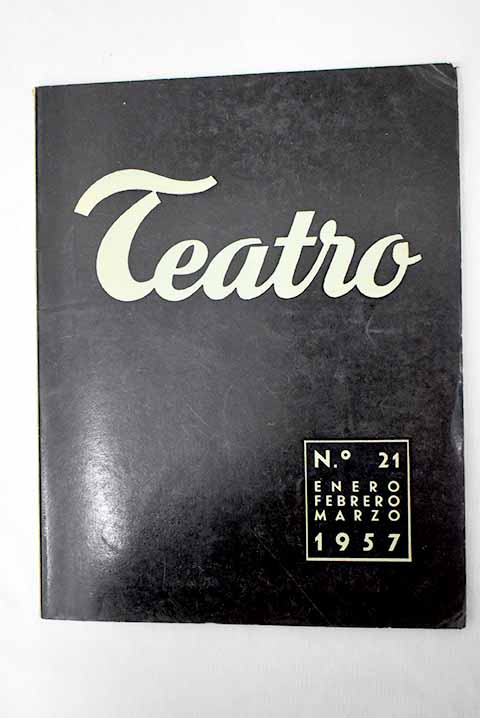 Teatro
N.º 21
ENERO
FEBRERO
MARZO
1957